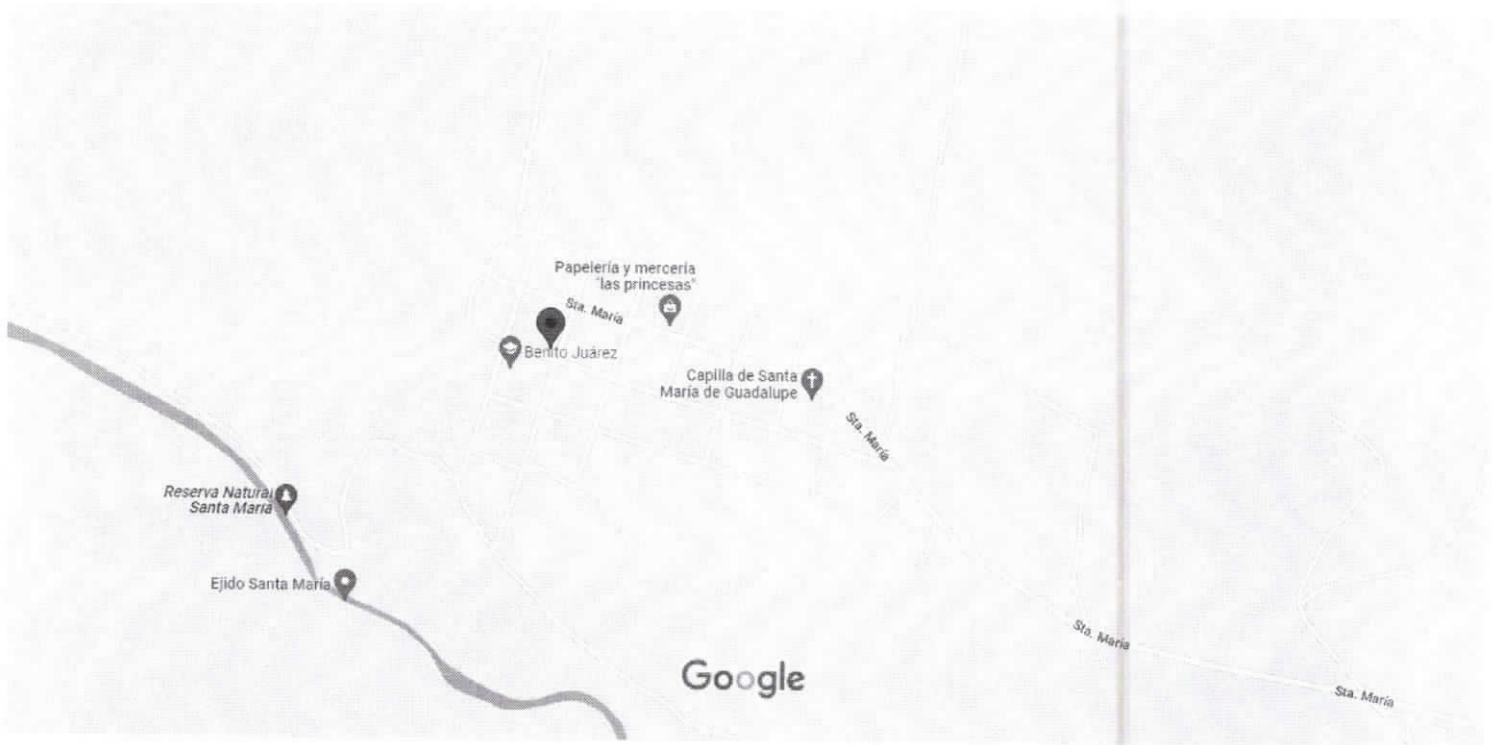 Papelería y mercería
"las princesas"
Sta. María
Benito Juárez
Capilla de Santa
María de Guadalupe
Sta. María
Reserva Natural
Santa María
Ejido Santa María
Sta. María
Google
Sta. María